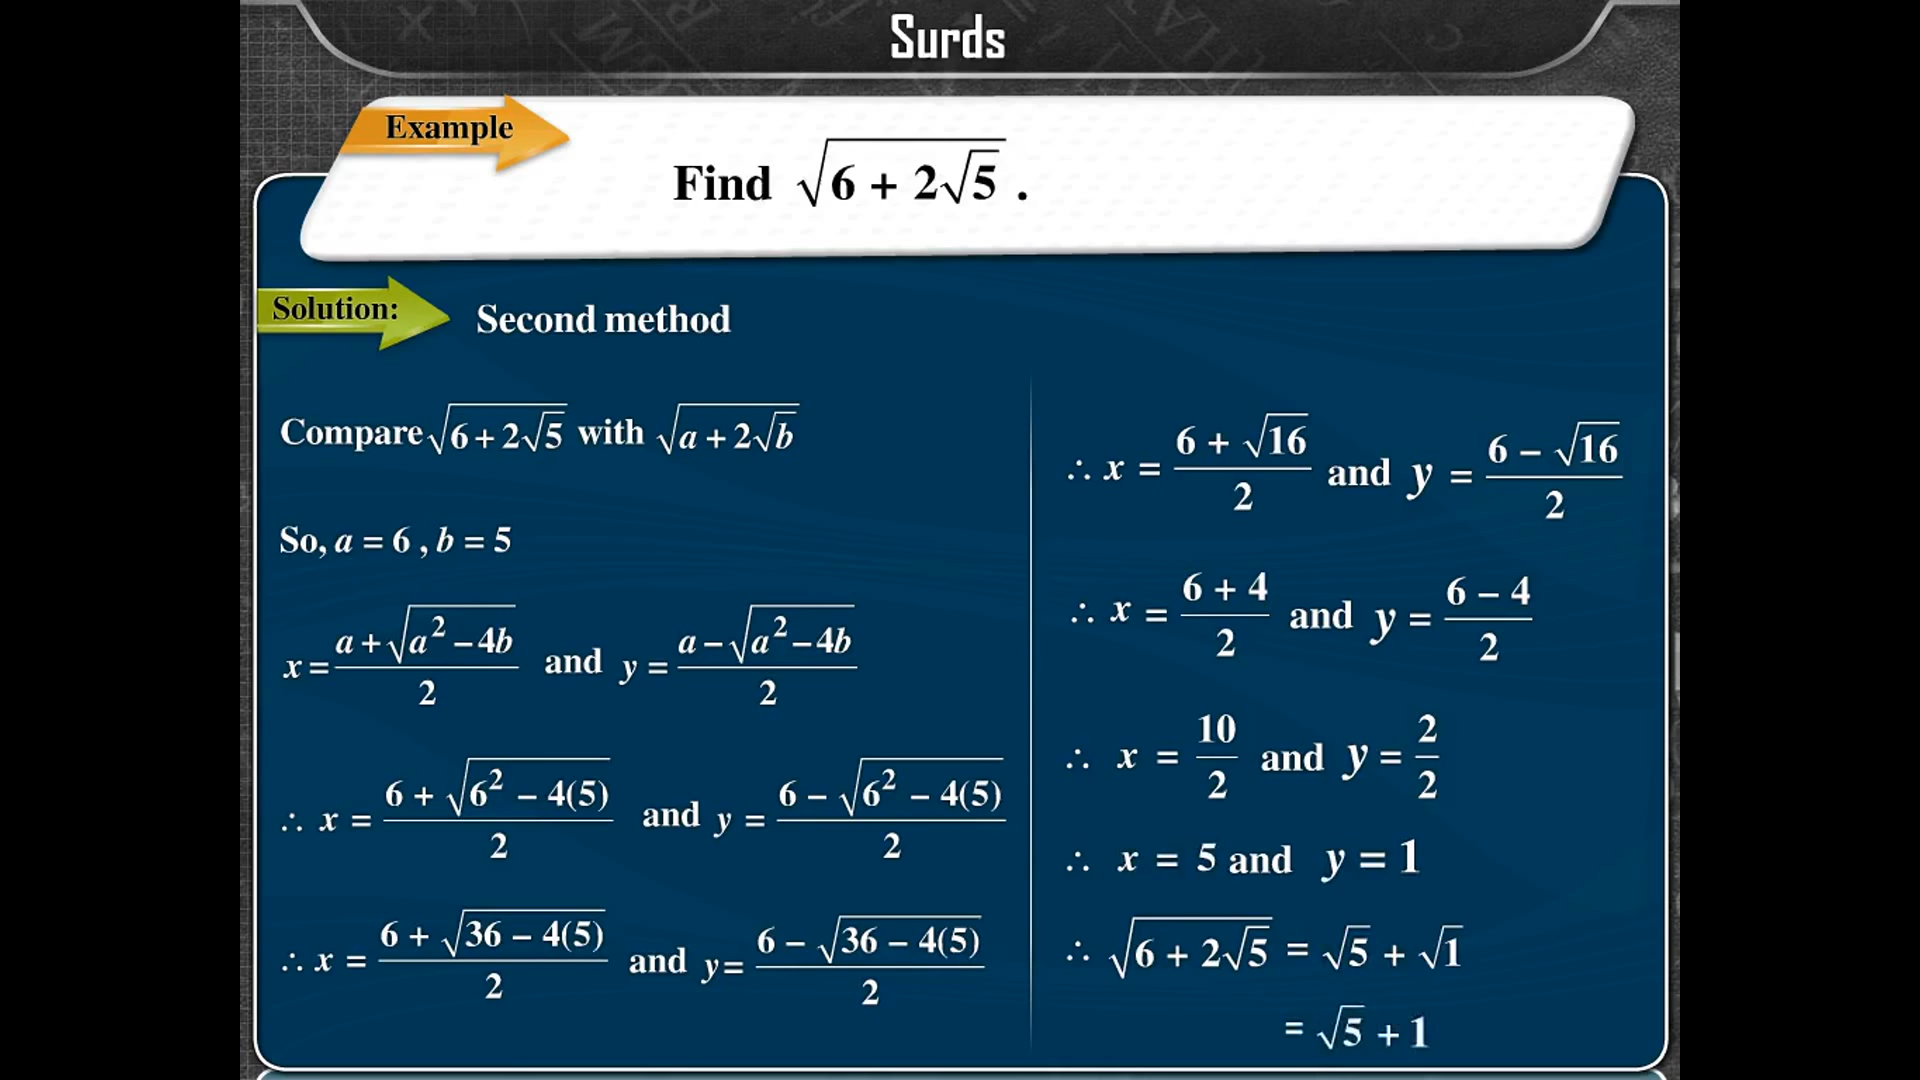 Surds
Example
Find √(6 + 2√5) .
Solution:
Second method
Compare √(6 + 2√5) with √(a + 2√b)
So, a = 6 , b = 5
x = (a + √(a² − 4b))/2 and y = (a − √(a² − 4b))/2
∴ x = (6 + √(6² − 4(5)))/2 and y = (6 − √(6² − 4(5)))/2
∴ x = (6 + √(36 − 4(5)))/2 and y = (6 − √(36 − 4(5)))/2
∴ x = (6 + √16)/2 and y = (6 − √16)/2
∴ x = (6 + 4)/2 and y = (6 − 4)/2
∴ x = 10/2 and y = 2/2
∴ x = 5 and y = 1
∴ √(6 + 2√5) = √5 + √1
= √5 + 1